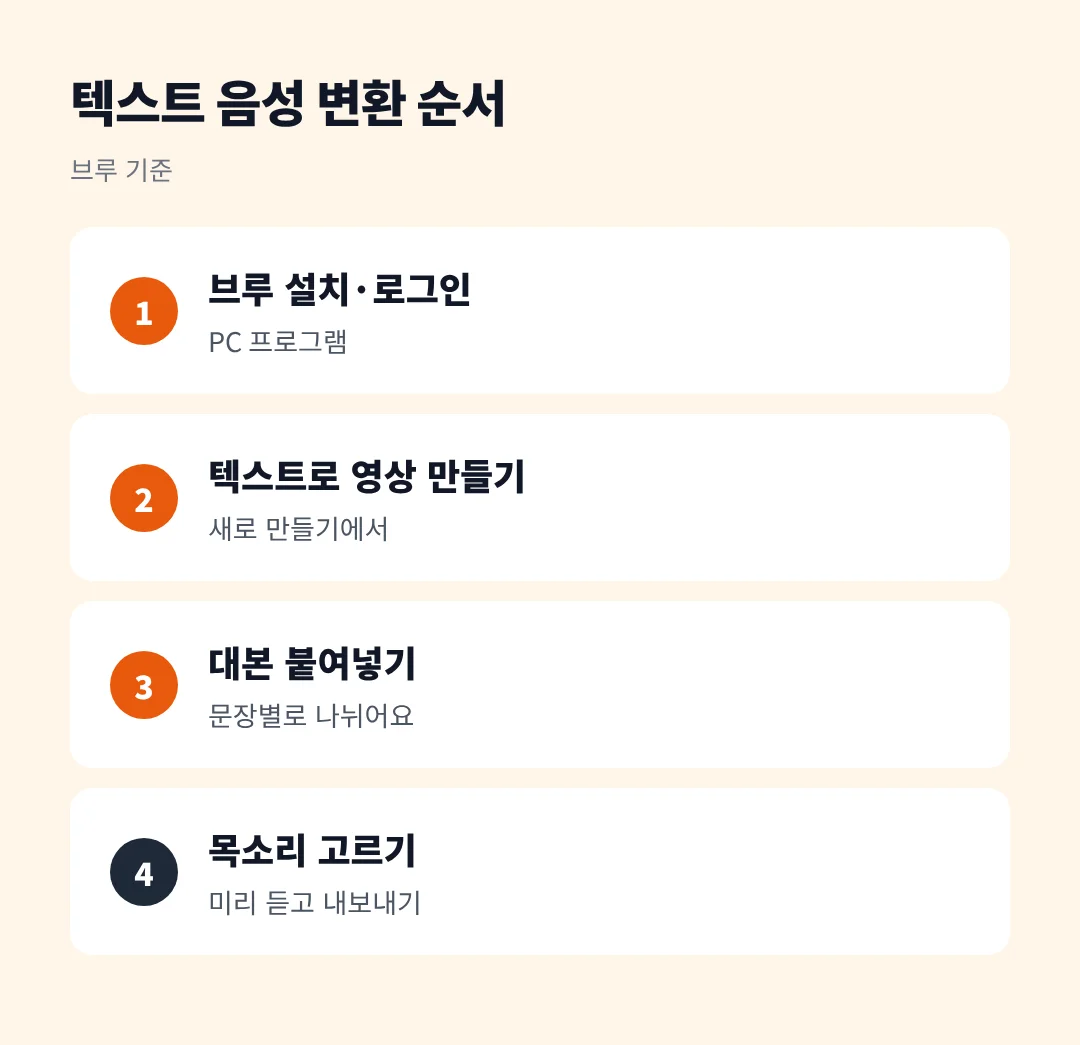 텍스트 음성 변환 순서
브루 기준
1
브루 설치·로그인
PC 프로그램
2
텍스트로 영상 만들기
새로 만들기에서
3
대본 붙여넣기
문장별로 나뉘어요
4
목소리 고르기
미리 듣고 내보내기